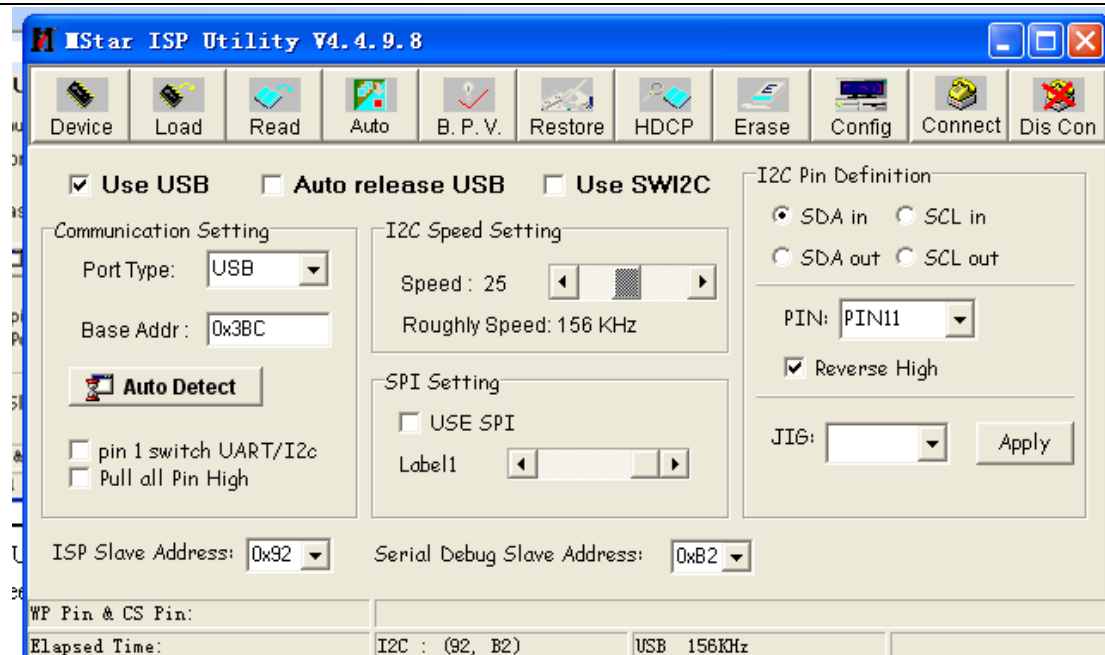 MStar ISP Utility V4.4.9.8
Device Load Read Auto B. P. V. Restore HDCP Erase Config Connect Dis Con
Use USB Auto release USB Use SWI2C
Communication Setting
Port Type: USB
Base Addr : 0x3BC
Auto Detect
pin 1 switch UART/I2c
Pull all Pin High
I2C Speed Setting
Speed : 25
Roughly Speed: 156 KHz
SPI Setting
USE SPI
Label1
I2C Pin Definition
SDA in SCL in
SDA out SCL out
PIN: PIN11
Reverse High
JIG: Apply
ISP Slave Address: 0x92 Serial Debug Slave Address: 0xB2
WP Pin & CS Pin:
Elapsed Time: I2C : (92, B2) USB 156KHz